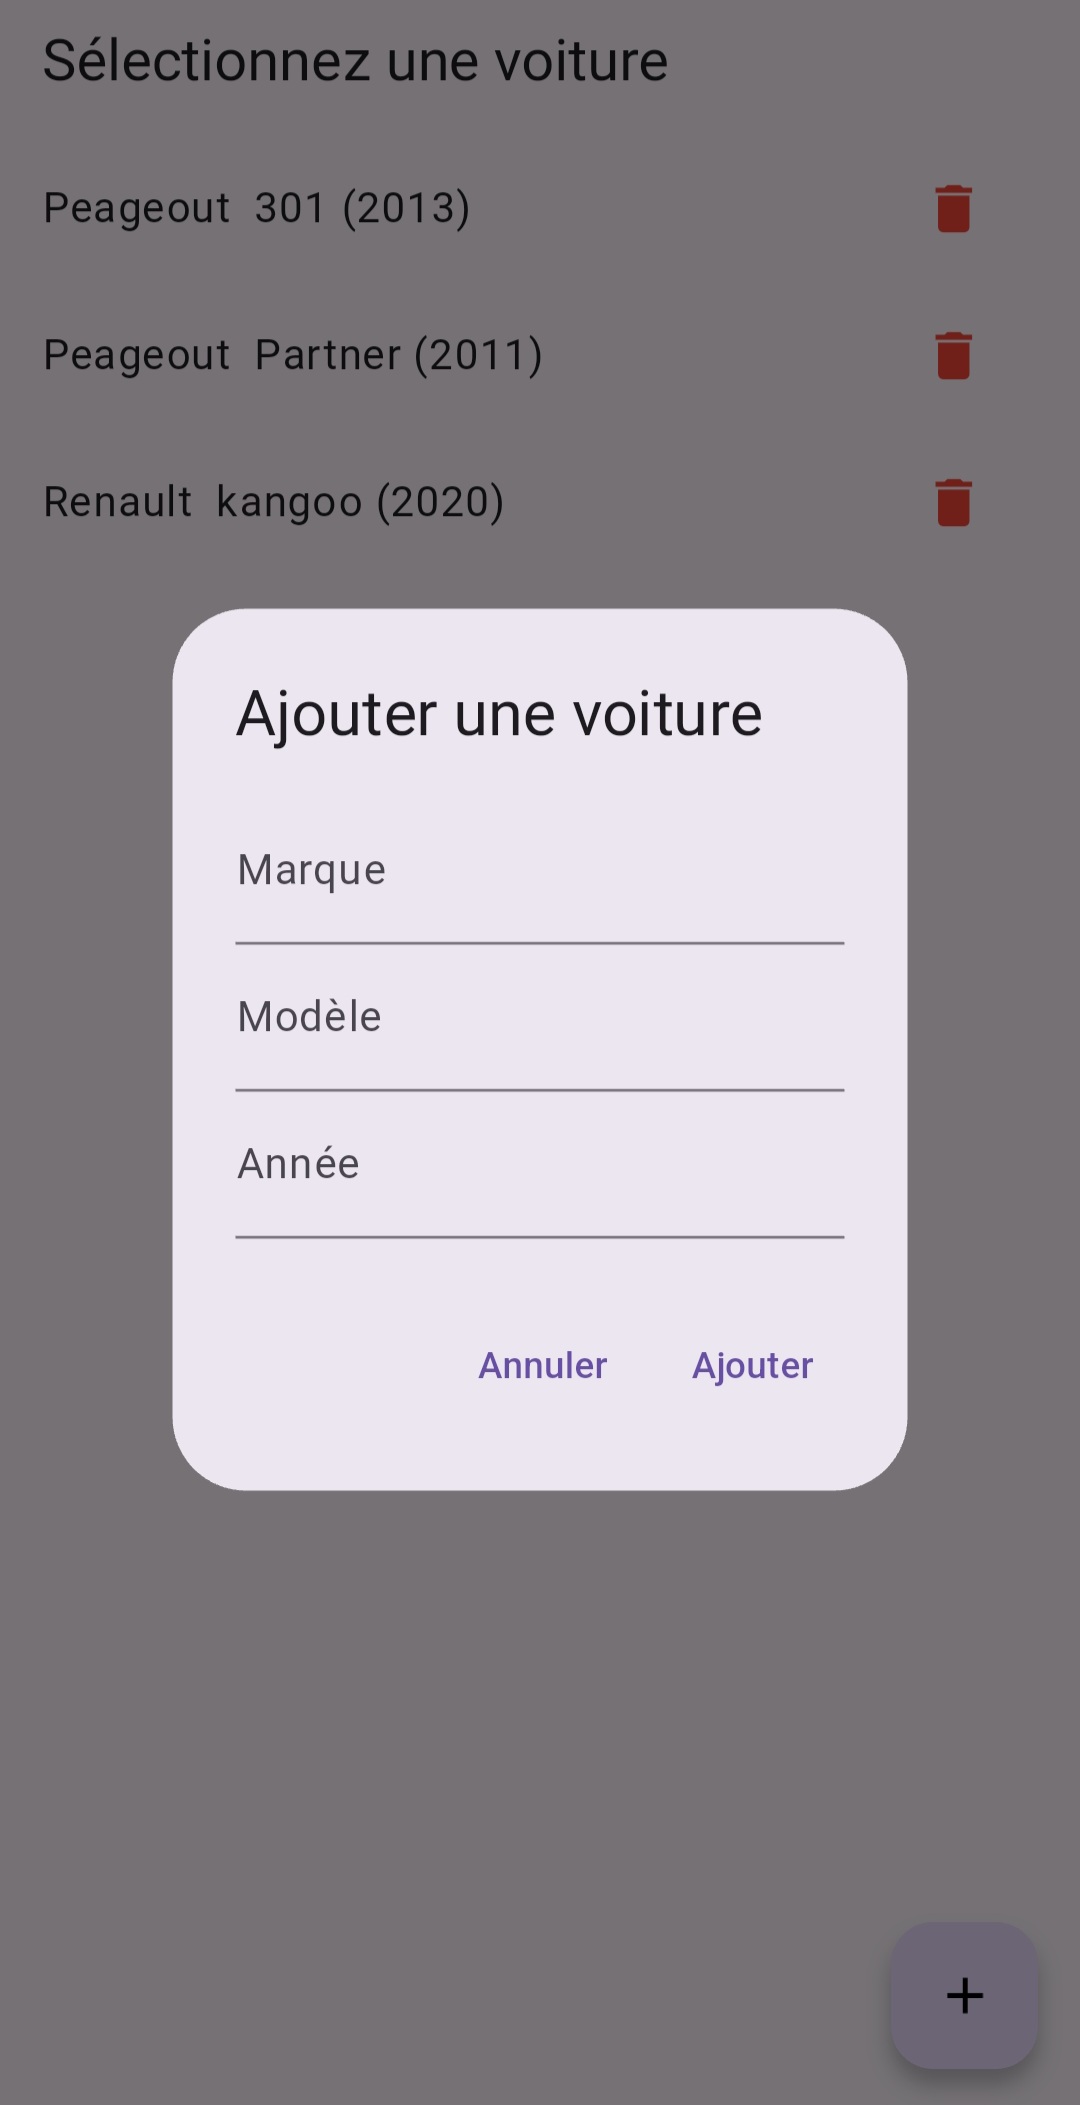 Sélectionnez une voiture
Peageout  301 (2013)
Peageout  Partner (2011)
Renault  kangoo (2020)
Ajouter une voiture
Marque
Modèle
Année
Annuler Ajouter
+